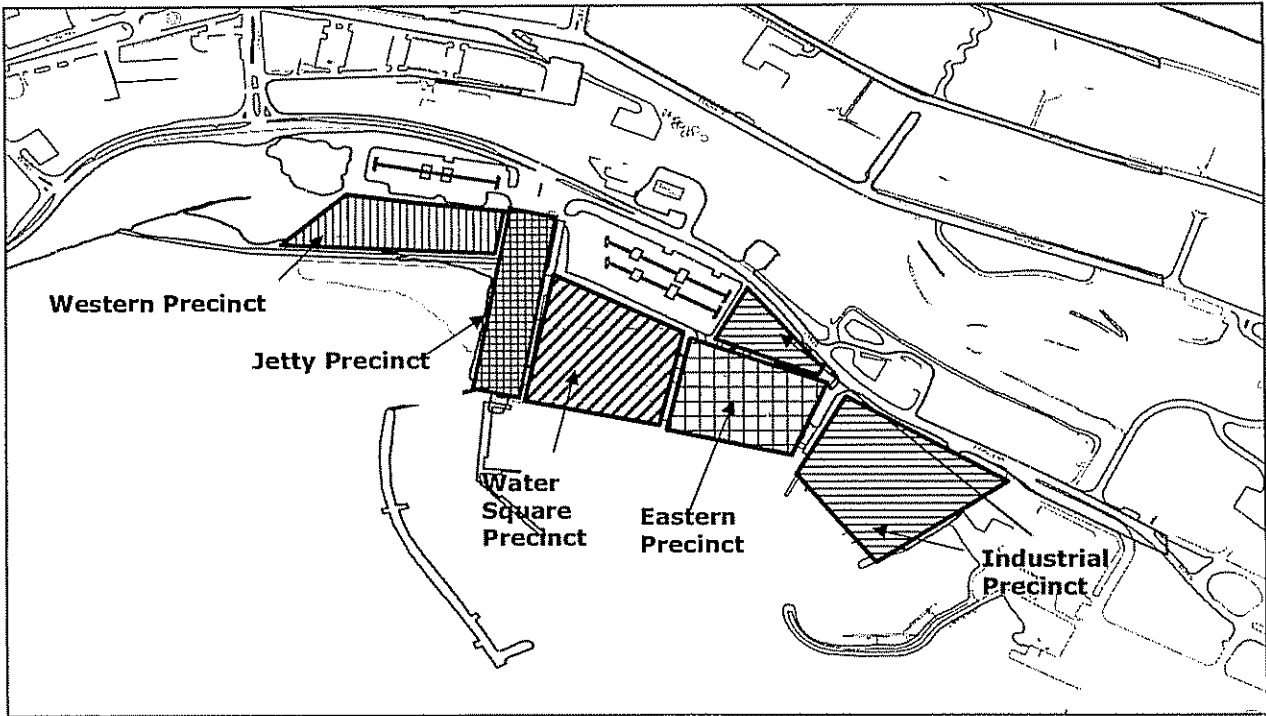 Western Precinct
Jetty Precinct
Water
Square
Precinct
Eastern
Precinct
Industrial
Precinct